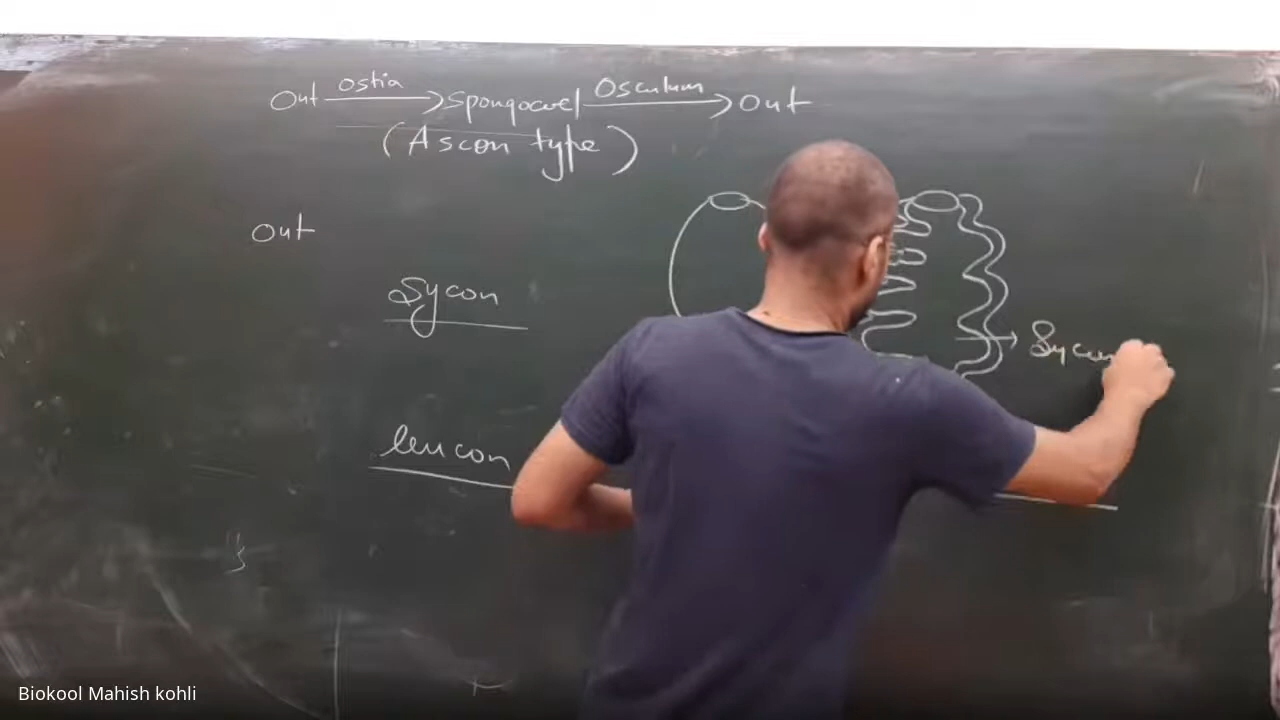 Out ostia → Spongocoel Osculum → Out
(Ascon type)
Out
Sycon
Sycon
leucon
Biokool Mahish kohli